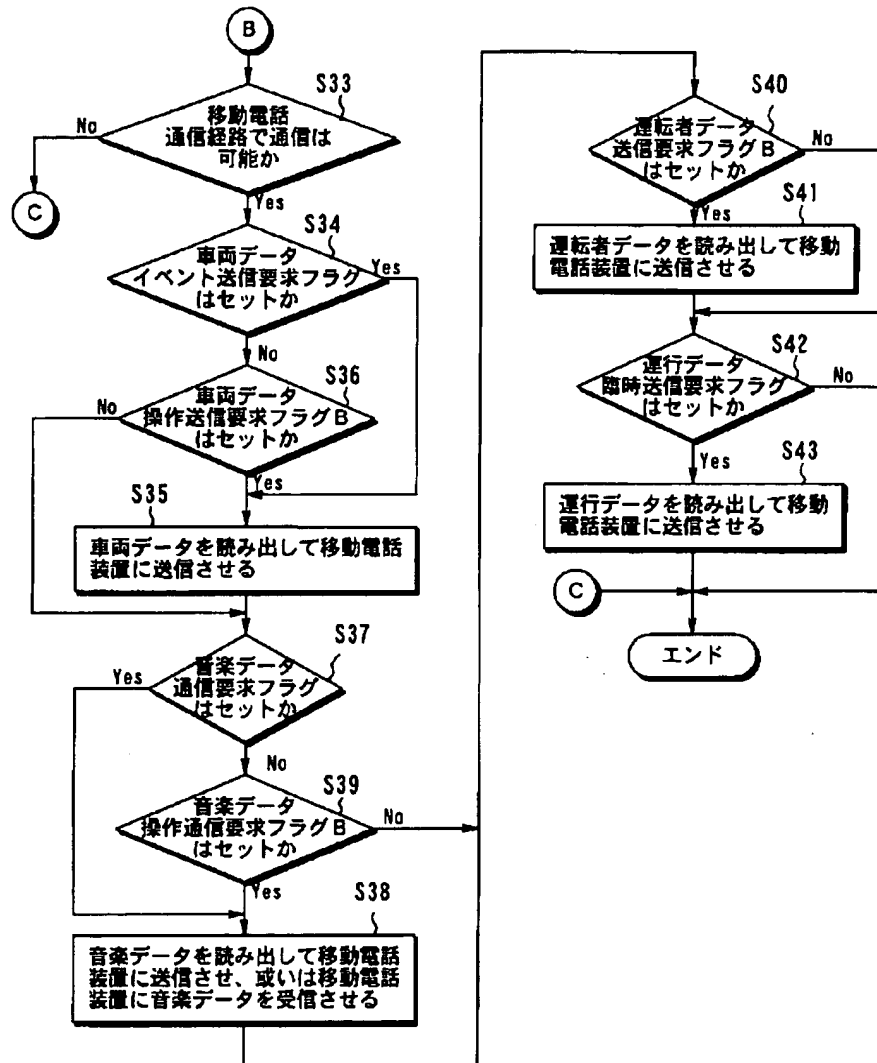 B
S33
移動電話
通信経路で通信は
可能か
No
Yes
C
S34
車両データ
イベント送信要求フラグ
はセットか
Yes
No
S36
車両データ
操作送信要求フラグB
はセットか
No
Yes
S35
車両データを読み出して移動電話
装置に送信させる
S37
音楽データ
通信要求フラグ
はセットか
Yes
No
S39
音楽データ
操作通信要求フラグB
はセットか
No
Yes
S38
音楽データを読み出して移動電話
装置に送信させ、或いは移動電話
装置に音楽データを受信させる
S40
運転者データ
送信要求フラグB
はセットか
No
Yes
S41
運転者データを読み出して移動
電話装置に送信させる
S42
運行データ
臨時送信要求フラグ
はセットか
No
Yes
S43
運行データを読み出して移動
電話装置に送信させる
C
エンド